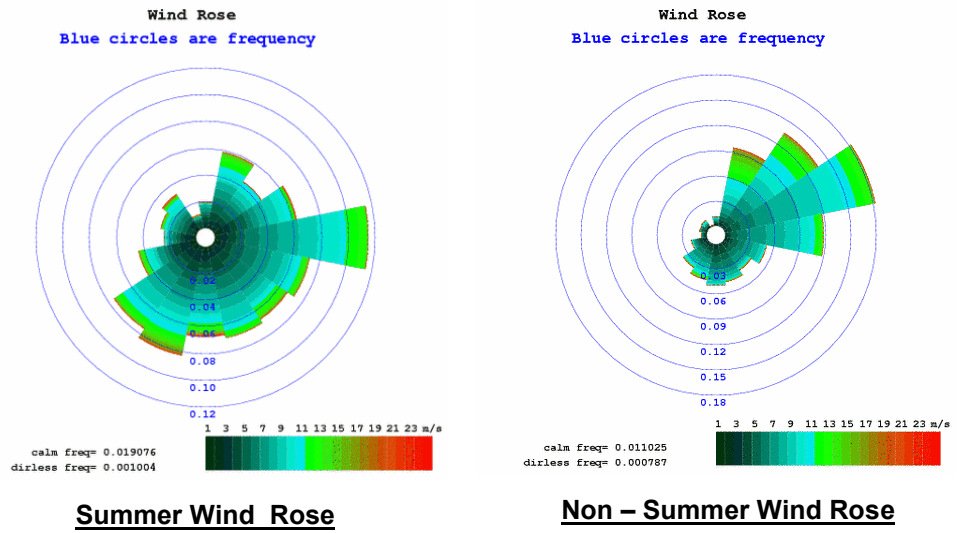 Wind Rose
Blue circles are frequency
0.02
0.04
0.06
0.08
0.10
0.12
1 3 5 7 9 11 13 15 17 19 21 23 m/s
calm freq= 0.019076
dirless freq= 0.001004
Summer Wind Rose
Wind Rose
Blue circles are frequency
0.03
0.06
0.09
0.12
0.15
0.18
1 3 5 7 9 11 13 15 17 19 21 23 m/s
calm freq= 0.011025
dirless freq= 0.000787
Non – Summer Wind Rose